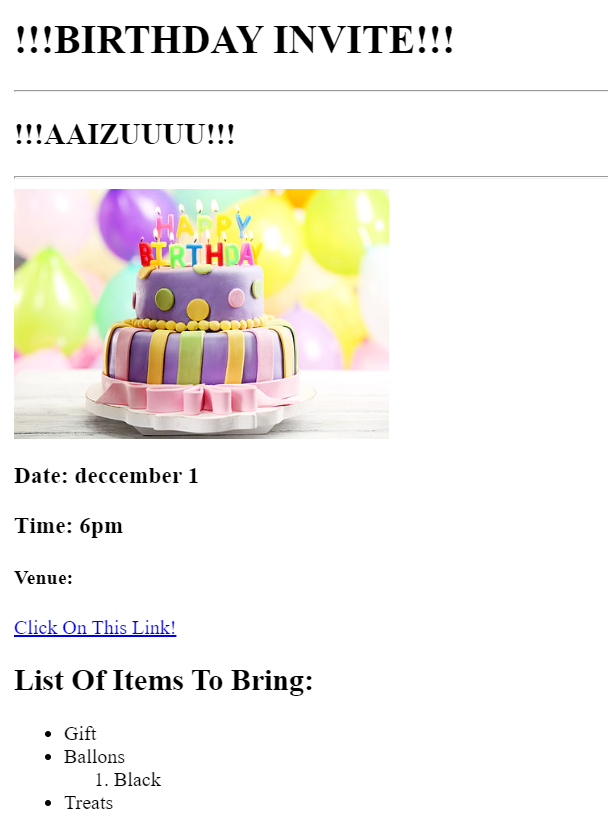 !!!BIRTHDAY INVITE!!!
!!!AAIZUUUU!!!
HAPPY
BIRTHDAY
Date: deccember 1
Time: 6pm
Venue:
Click On This Link!
List Of Items To Bring:
• Gift
• Ballons
1. Black
• Treats